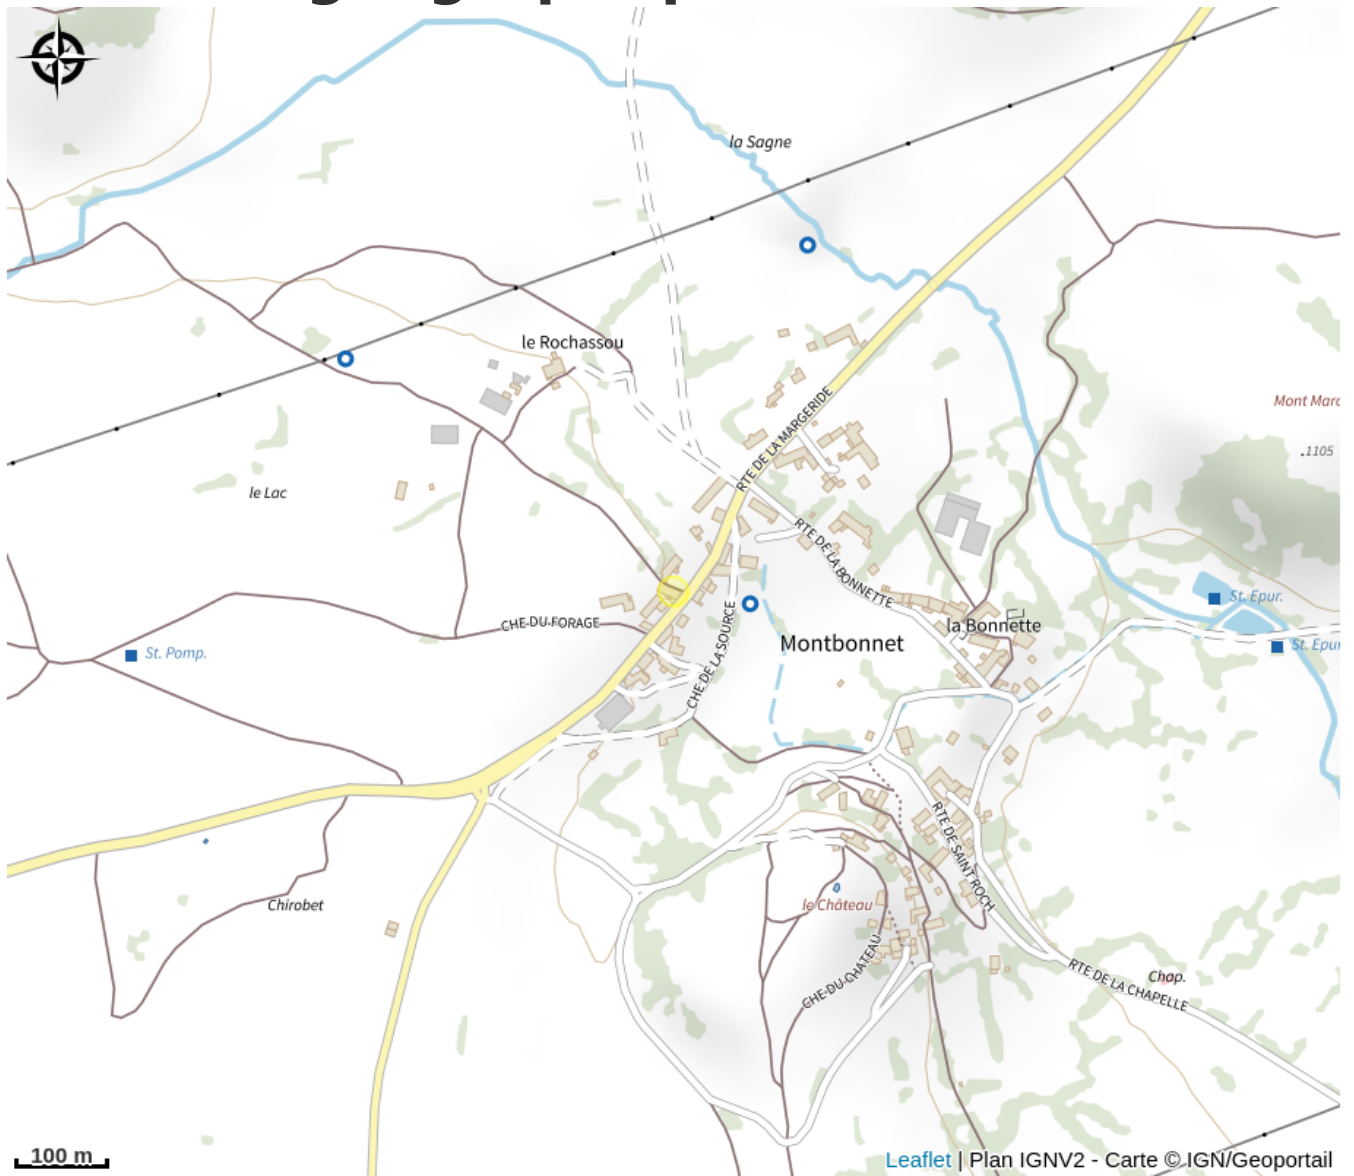 la Sagne
le Rochassou
RTE DE LA MARGERIDE
Mont Marc
.1105
le Lac
RTE DE LA BONNETTE
St. Epur.
CHE-DU-FORAGE
la Bonnette
St. Pomp.
CHE DE LA SOURCE
Montbonnet
St. Epur
RTE DE SAINT ROCH
Chirobet
le Château
CHE-DU-CHATEAU
Chap.
RTE DE LA CHAPELLE
100 m
Leaflet | Plan IGNV2 - Carte © IGN/Geoportail